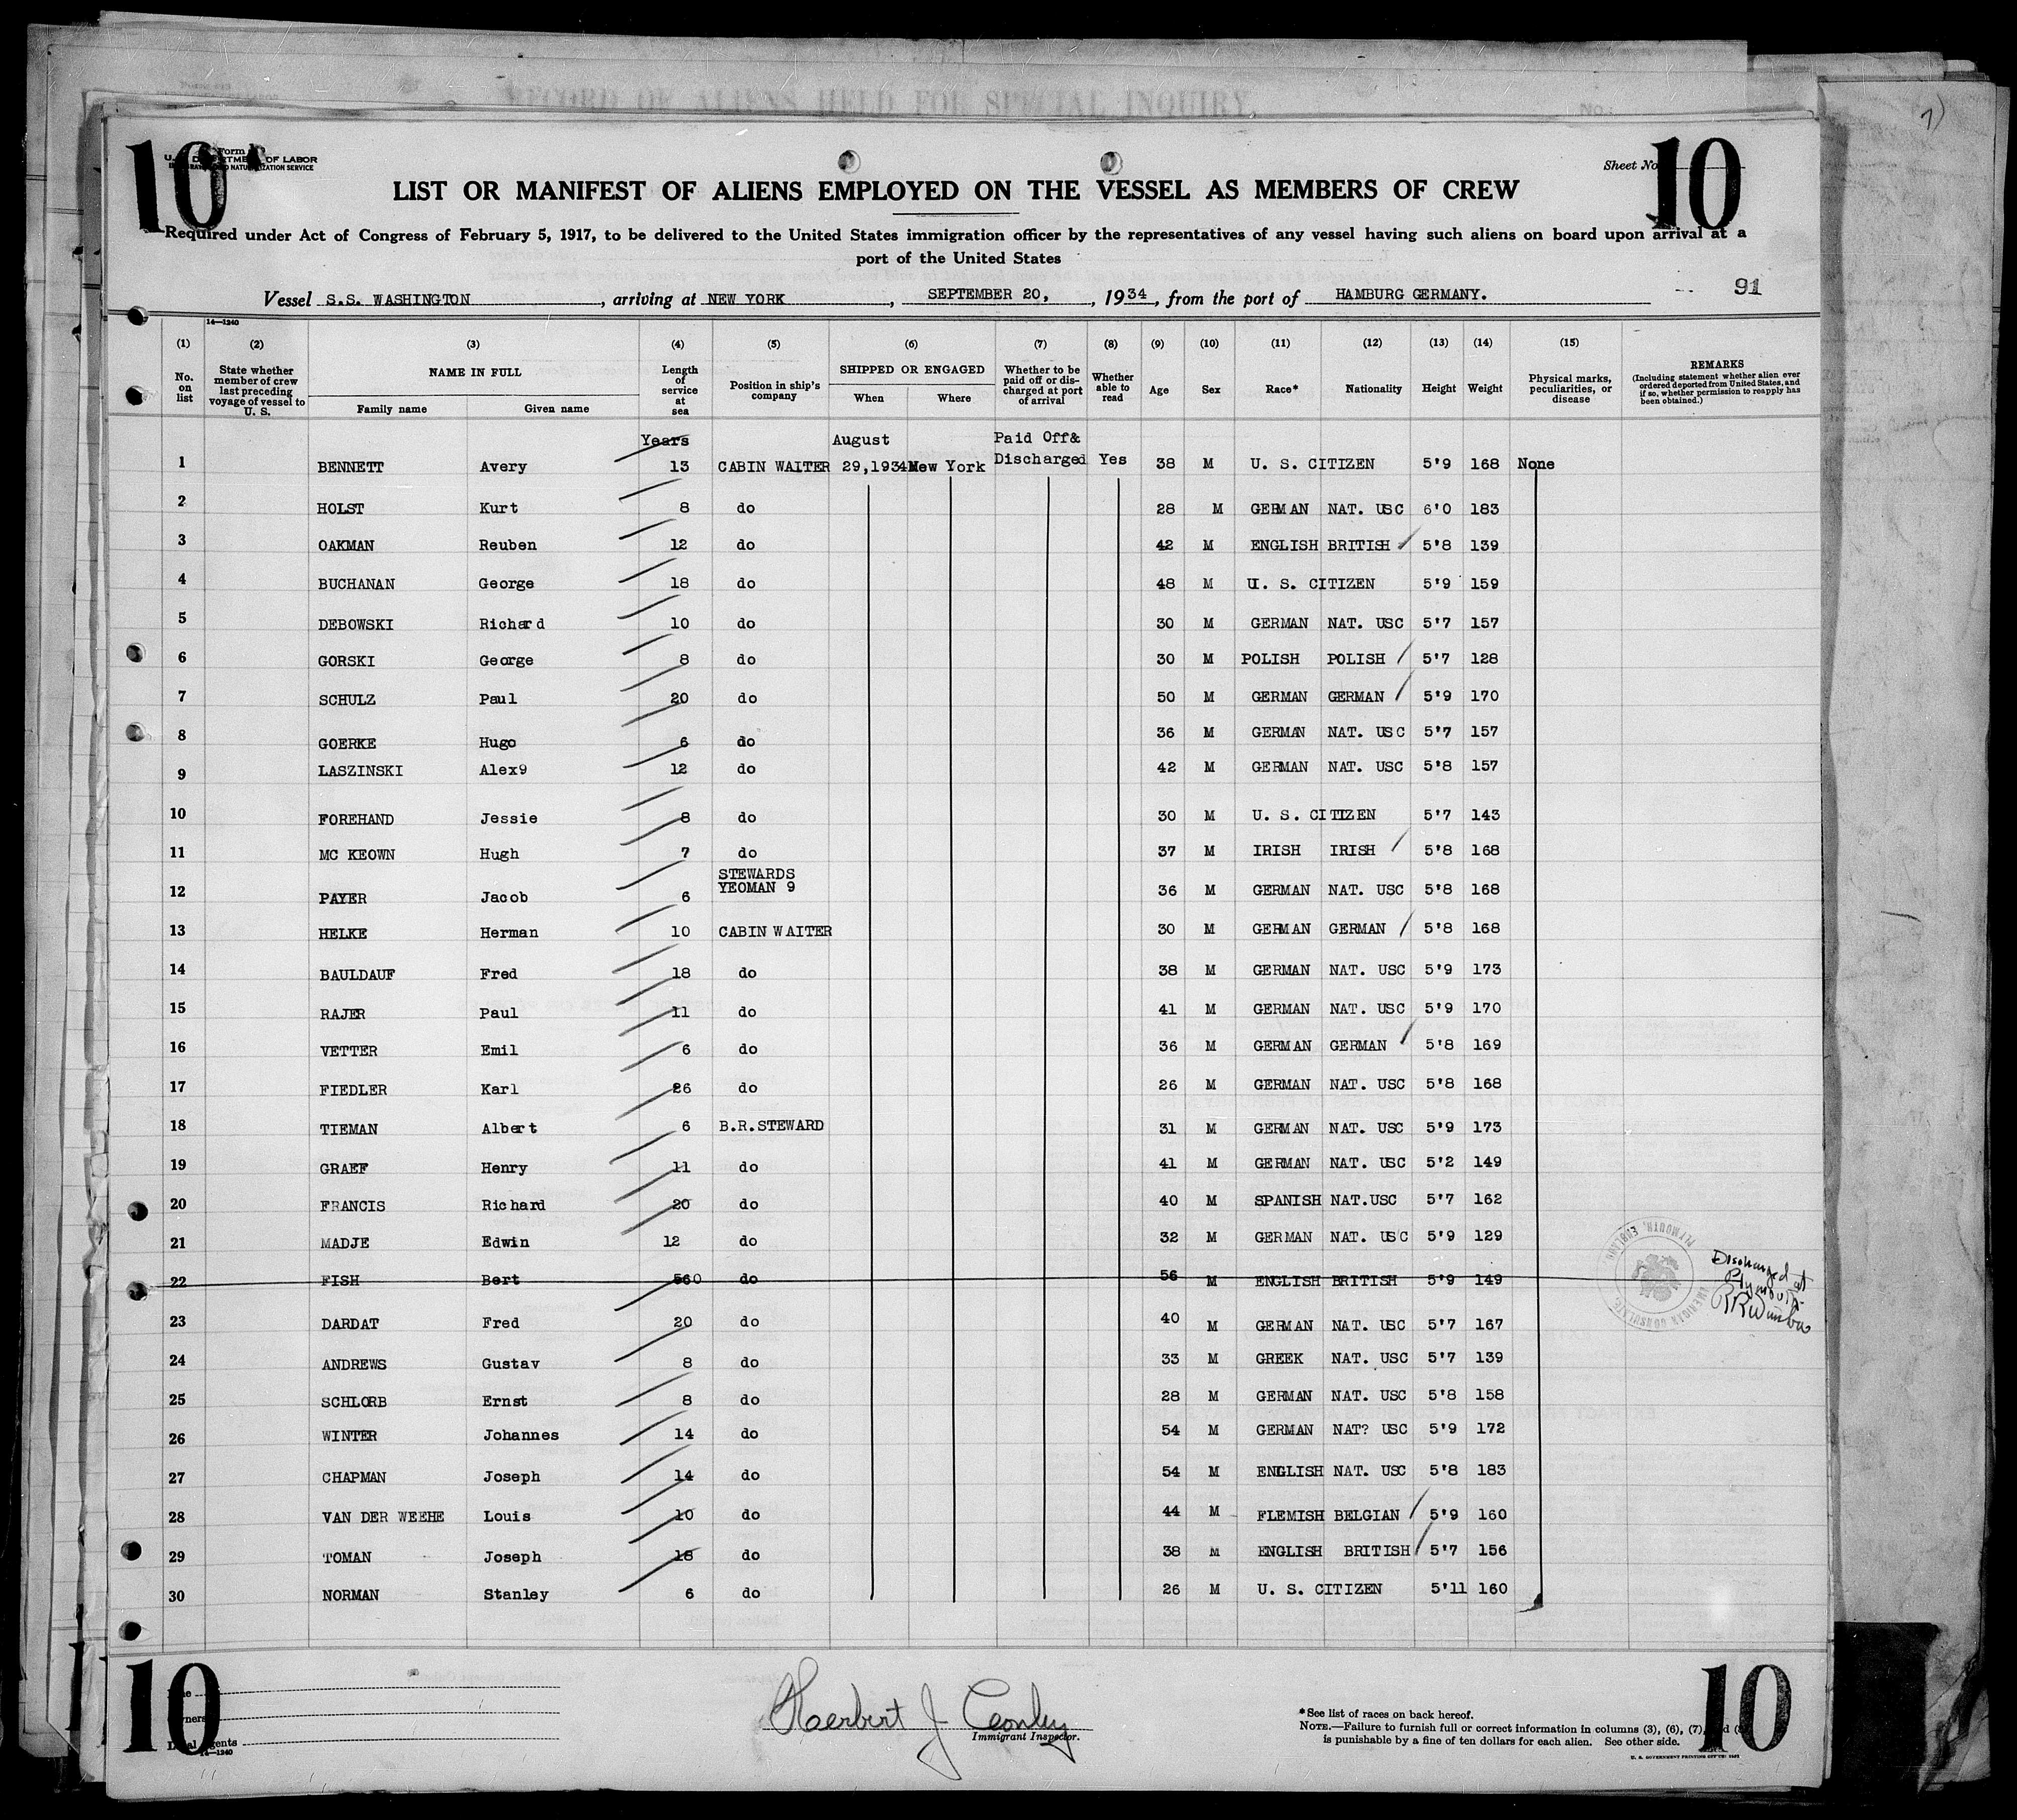 RECORD OF ALIENS HELD FOR SPECIAL INQUIRY.
No.
10
Form
U. S. DEPARTMENT OF LABOR
IMMIGRATION AND NATURALIZATION SERVICE
Sheet No.
10
LIST OR MANIFEST OF ALIENS EMPLOYED ON THE VESSEL AS MEMBERS OF CREW
Required under Act of Congress of February 5, 1917, to be delivered to the United States immigration officer by the representatives of any vessel having such aliens on board upon arrival at a
port of the United States
Vessel S.S. WASHINGTON, arriving at NEW YORK, SEPTEMBER 20, 1934, from the port of HAMBURG GERMANY.
91
14—1240
(1) (2) (3) (4) (5) (6) (7) (8) (9) (10) (11) (12) (13) (14) (15)
No. on list
State whether member of crew last preceding voyage of vessel to U. S.
NAME IN FULL
Family name Given name
Length of service at sea
Position in ship's company
SHIPPED OR ENGAGED
When Where
Whether to be paid off or discharged at port of arrival
Whether able to read
Age
Sex
Race*
Nationality
Height
Weight
Physical marks, peculiarities, or disease
REMARKS
(Including statement whether alien ever ordered deported from United States, and if so, whether permission to reapply has been obtained.)
Years August Paid Off&
1 BENNETT Avery 13 CABIN WAITER 29,1934 New York Discharged Yes 38 M U. S. CITIZEN 5'9 168 None
2 HOLST Kurt 8 do 28 M GERMAN NAT. USC 6'0 183
3 OAKMAN Reuben 12 do 42 M ENGLISH BRITISH 5'8 139
4 BUCHANAN George 18 do 48 M U. S. CITIZEN 5'9 159
5 DEBOWSKI Richard 10 do 30 M GERMAN NAT. USC 5'7 157
6 GORSKI George 8 do 30 M POLISH POLISH 5'7 128
7 SCHULZ Paul 20 do 50 M GERMAN GERMAN 5'9 170
8 GOERKE Hugo 6 do 36 M GERMAN NAT. USC 5'7 157
9 LASZINSKI Alex9 12 do 42 M GERMAN NAT. USC 5'8 157
10 FOREHAND Jessie 8 do 30 M U. S. CITIZEN 5'7 143
11 MC KEOWN Hugh 7 do 37 M IRISH IRISH 5'8 168
12 PAYER Jacob 6 STEWARDS YEOMAN 9 36 M GERMAN NAT. USC 5'8 168
13 HELKE Herman 10 CABIN WAITER 30 M GERMAN GERMAN 5'8 168
14 BAULDAUF Fred 18 do 38 M GERMAN NAT. USC 5'9 173
15 RAJER Paul 11 do 41 M GERMAN NAT. USC 5'9 170
16 VETTER Emil 6 do 36 M GERMAN GERMAN 5'8 169
17 FIEDLER Karl 26 do 26 M GERMAN NAT. USC 5'8 168
18 TIEMAN Albert 6 B.R.STEWARD 31 M GERMAN NAT. USC 5'9 173
19 GRAEF Henry 11 do 41 M GERMAN NAT. USC 5'2 149
20 FRANCIS Richard 20 do 40 M SPANISH NAT.USC 5'7 162
21 MADJE Edwin 12 do 32 M GERMAN NAT. USC 5'9 129
22 FISH Bert 560 do 56 M ENGLISH BRITISH 5'9 149
PLYMOUTH, ENGLAND
AMERICAN CONSULATE,
Discharged at
Plymouth
23 DARDAT Fred 20 do 40 M GERMAN NAT. USC 5'7 167
24 ANDREWS Gustav 8 do 33 M GREEK NAT. USC 5'7 139
25 SCHLORB Ernst 8 do 28 M GERMAN NAT. USC 5'8 158
26 WINTER Johannes 14 do 54 M GERMAN NAT? USC 5'9 172
27 CHAPMAN Joseph 14 do 54 M ENGLISH NAT. USC 5'8 183
28 VAN DER WEEHE Louis 10 do 44 M FLEMISH BELGIAN 5'9 160
29 TOMAN Joseph 18 do 38 M ENGLISH BRITISH 5'7 156
30 NORMAN Stanley 6 do 26 M U. S. CITIZEN 5'11 160
10
Local Agents
14—1240
Herbert J Conley
Immigrant Inspector.
*See list of races on back hereof.
NOTE.—Failure to furnish full or correct information in columns (3), (6), (7), and
is punishable by a fine of ten dollars for each alien. See other side.
U. S. GOVERNMENT PRINTING OFFICE
10